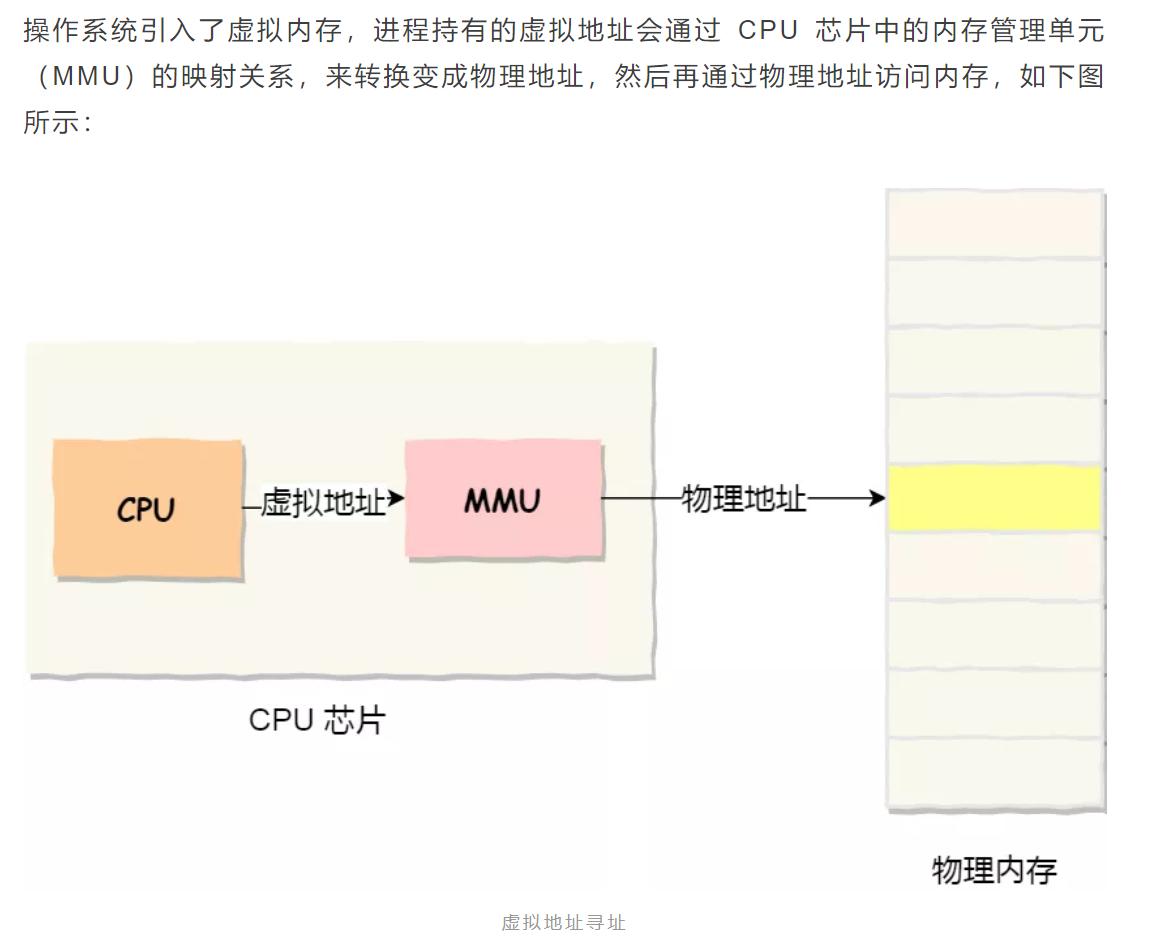 操作系统引入了虚拟内存，进程持有的虚拟地址会通过 CPU 芯片中的内存管理单元
（MMU）的映射关系，来转换变成物理地址，然后再通过物理地址访问内存，如下图
所示：
CPU
虚拟地址
MMU
物理地址
CPU 芯片
物理内存
虚拟地址寻址